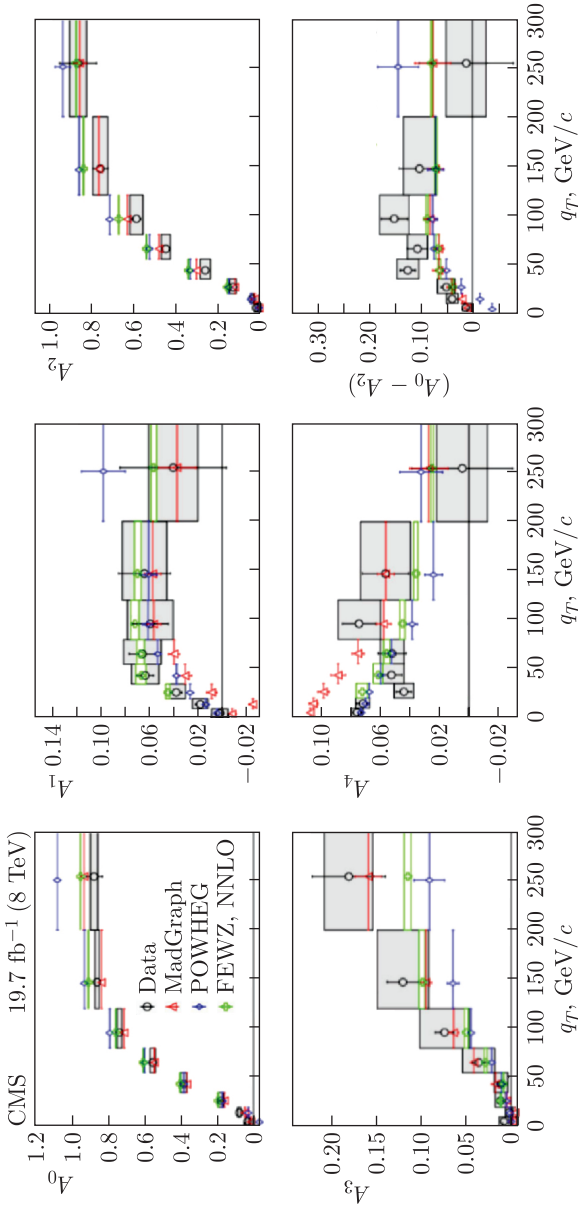 CMS 19.7 fb⁻¹ (8 TeV)
A₀
1.2
1.0
0.8
0.6
0.4
0.2
0
Data
MadGraph
POWHEG
FEWZ, NNLO
A₁
0.14
0.10
0.06
0.02
−0.02
A₂
1.0
0.8
0.6
0.4
0.2
0
A₃
0.20
0.15
0.10
0.05
0
0 50 100 150 200 250 300
q_T, GeV/c
A₄
0.10
0.06
0.02
−0.02
0 50 100 150 200 250 300
q_T, GeV/c
(A₀ − A₂)
0.30
0.20
0.10
0
0 50 100 150 200 250 300
q_T, GeV/c